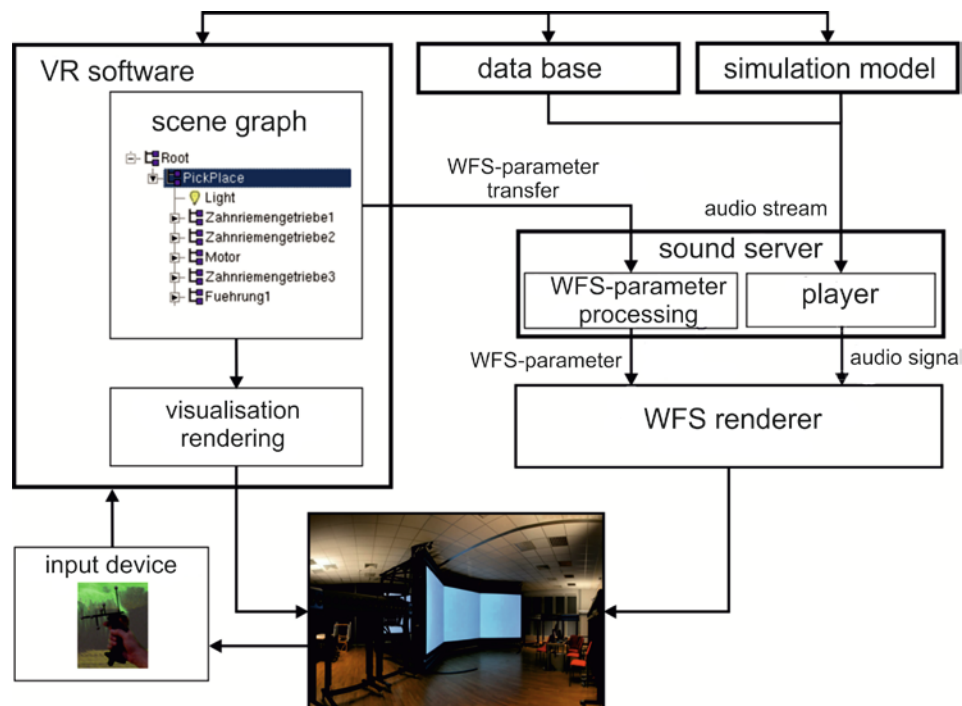 VR software
data base
simulation model
scene graph
Root
PickPlace
Light
Zahnriemengetriebe1
Zahnriemengetriebe2
Motor
Zahnriemengetriebe3
Fuehrung1
WFS-parameter
transfer
audio stream
sound server
WFS-parameter
processing
player
WFS-parameter
audio signal
visualisation
rendering
WFS renderer
input device